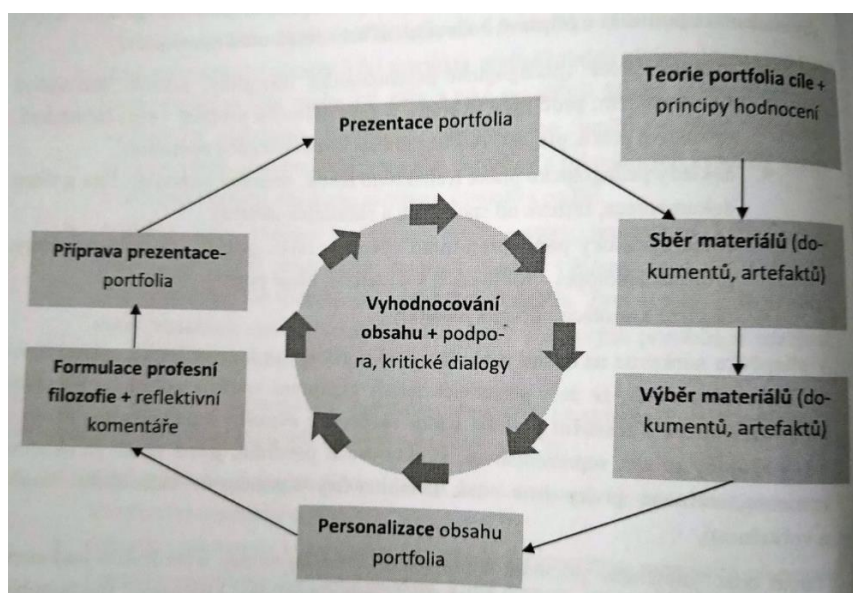 Teorie portfolia cíle +
principy hodnocení
Prezentace portfolia
Sběr materiálů (do-
kumentů, artefaktů)
Výběr materiálů (do-
kumentů, artefaktů)
Personalizace obsahu
portfolia
Formulace profesní
filozofie + reflektivní
komentáře
Příprava prezentace-
portfolia
Vyhodnocování
obsahu + podpo-
ra, kritické dialogy